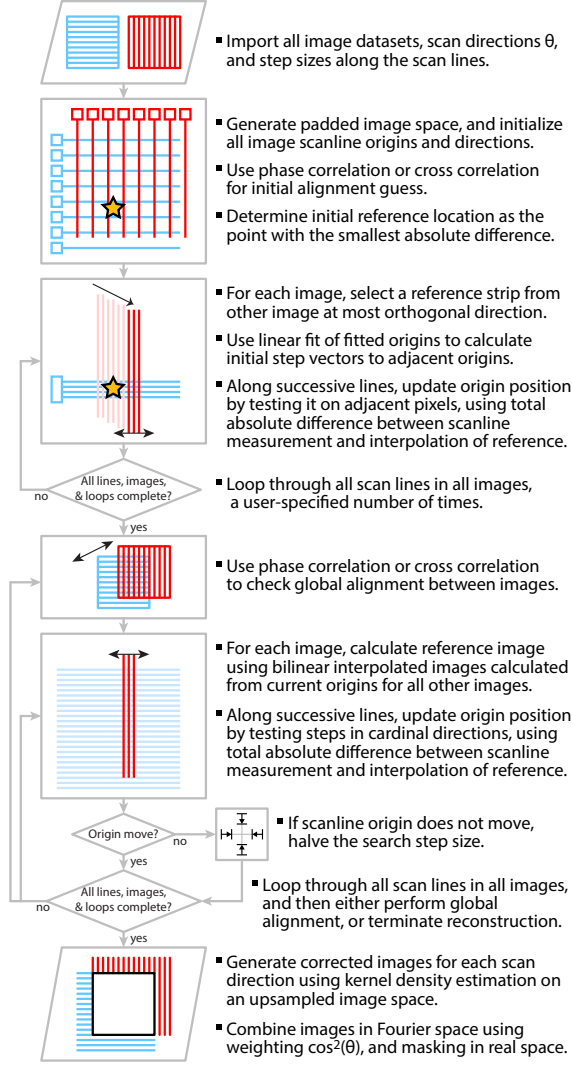 ▪ Import all image datasets, scan directions θ,
and step sizes along the scan lines.
▪ Generate padded image space, and initialize
all image scanline origins and directions.
▪ Use phase correlation or cross correlation
for initial alignment guess.
▪ Determine initial reference location as the
point with the smallest absolute difference.
▪ For each image, select a reference strip from
other image at most orthogonal direction.
▪ Use linear fit of fitted origins to calculate
initial step vectors to adjacent origins.
▪ Along successive lines, update origin position
by testing it on adjacent pixels, using total
absolute difference between scanline
measurement and interpolation of reference.
All lines, images,
& loops complete?
no
yes
▪ Loop through all scan lines in all images,
a user-specified number of times.
▪ Use phase correlation or cross correlation
to check global alignment between images.
▪ For each image, calculate reference image
using bilinear interpolated images calculated
from current origins for all other images.
▪ Along successive lines, update origin position
by testing steps in cardinal directions, using
total absolute difference between scanline
measurement and interpolation of reference.
Origin move?
no
yes
▪ If scanline origin does not move,
halve the search step size.
All lines, images,
& loops complete?
no
yes
▪ Loop through all scan lines in all images,
and then either perform global
alignment, or terminate reconstruction.
▪ Generate corrected images for each scan
direction using kernel density estimation on
an upsampled image space.
▪ Combine images in Fourier space using
weighting cos²(θ), and masking in real space.